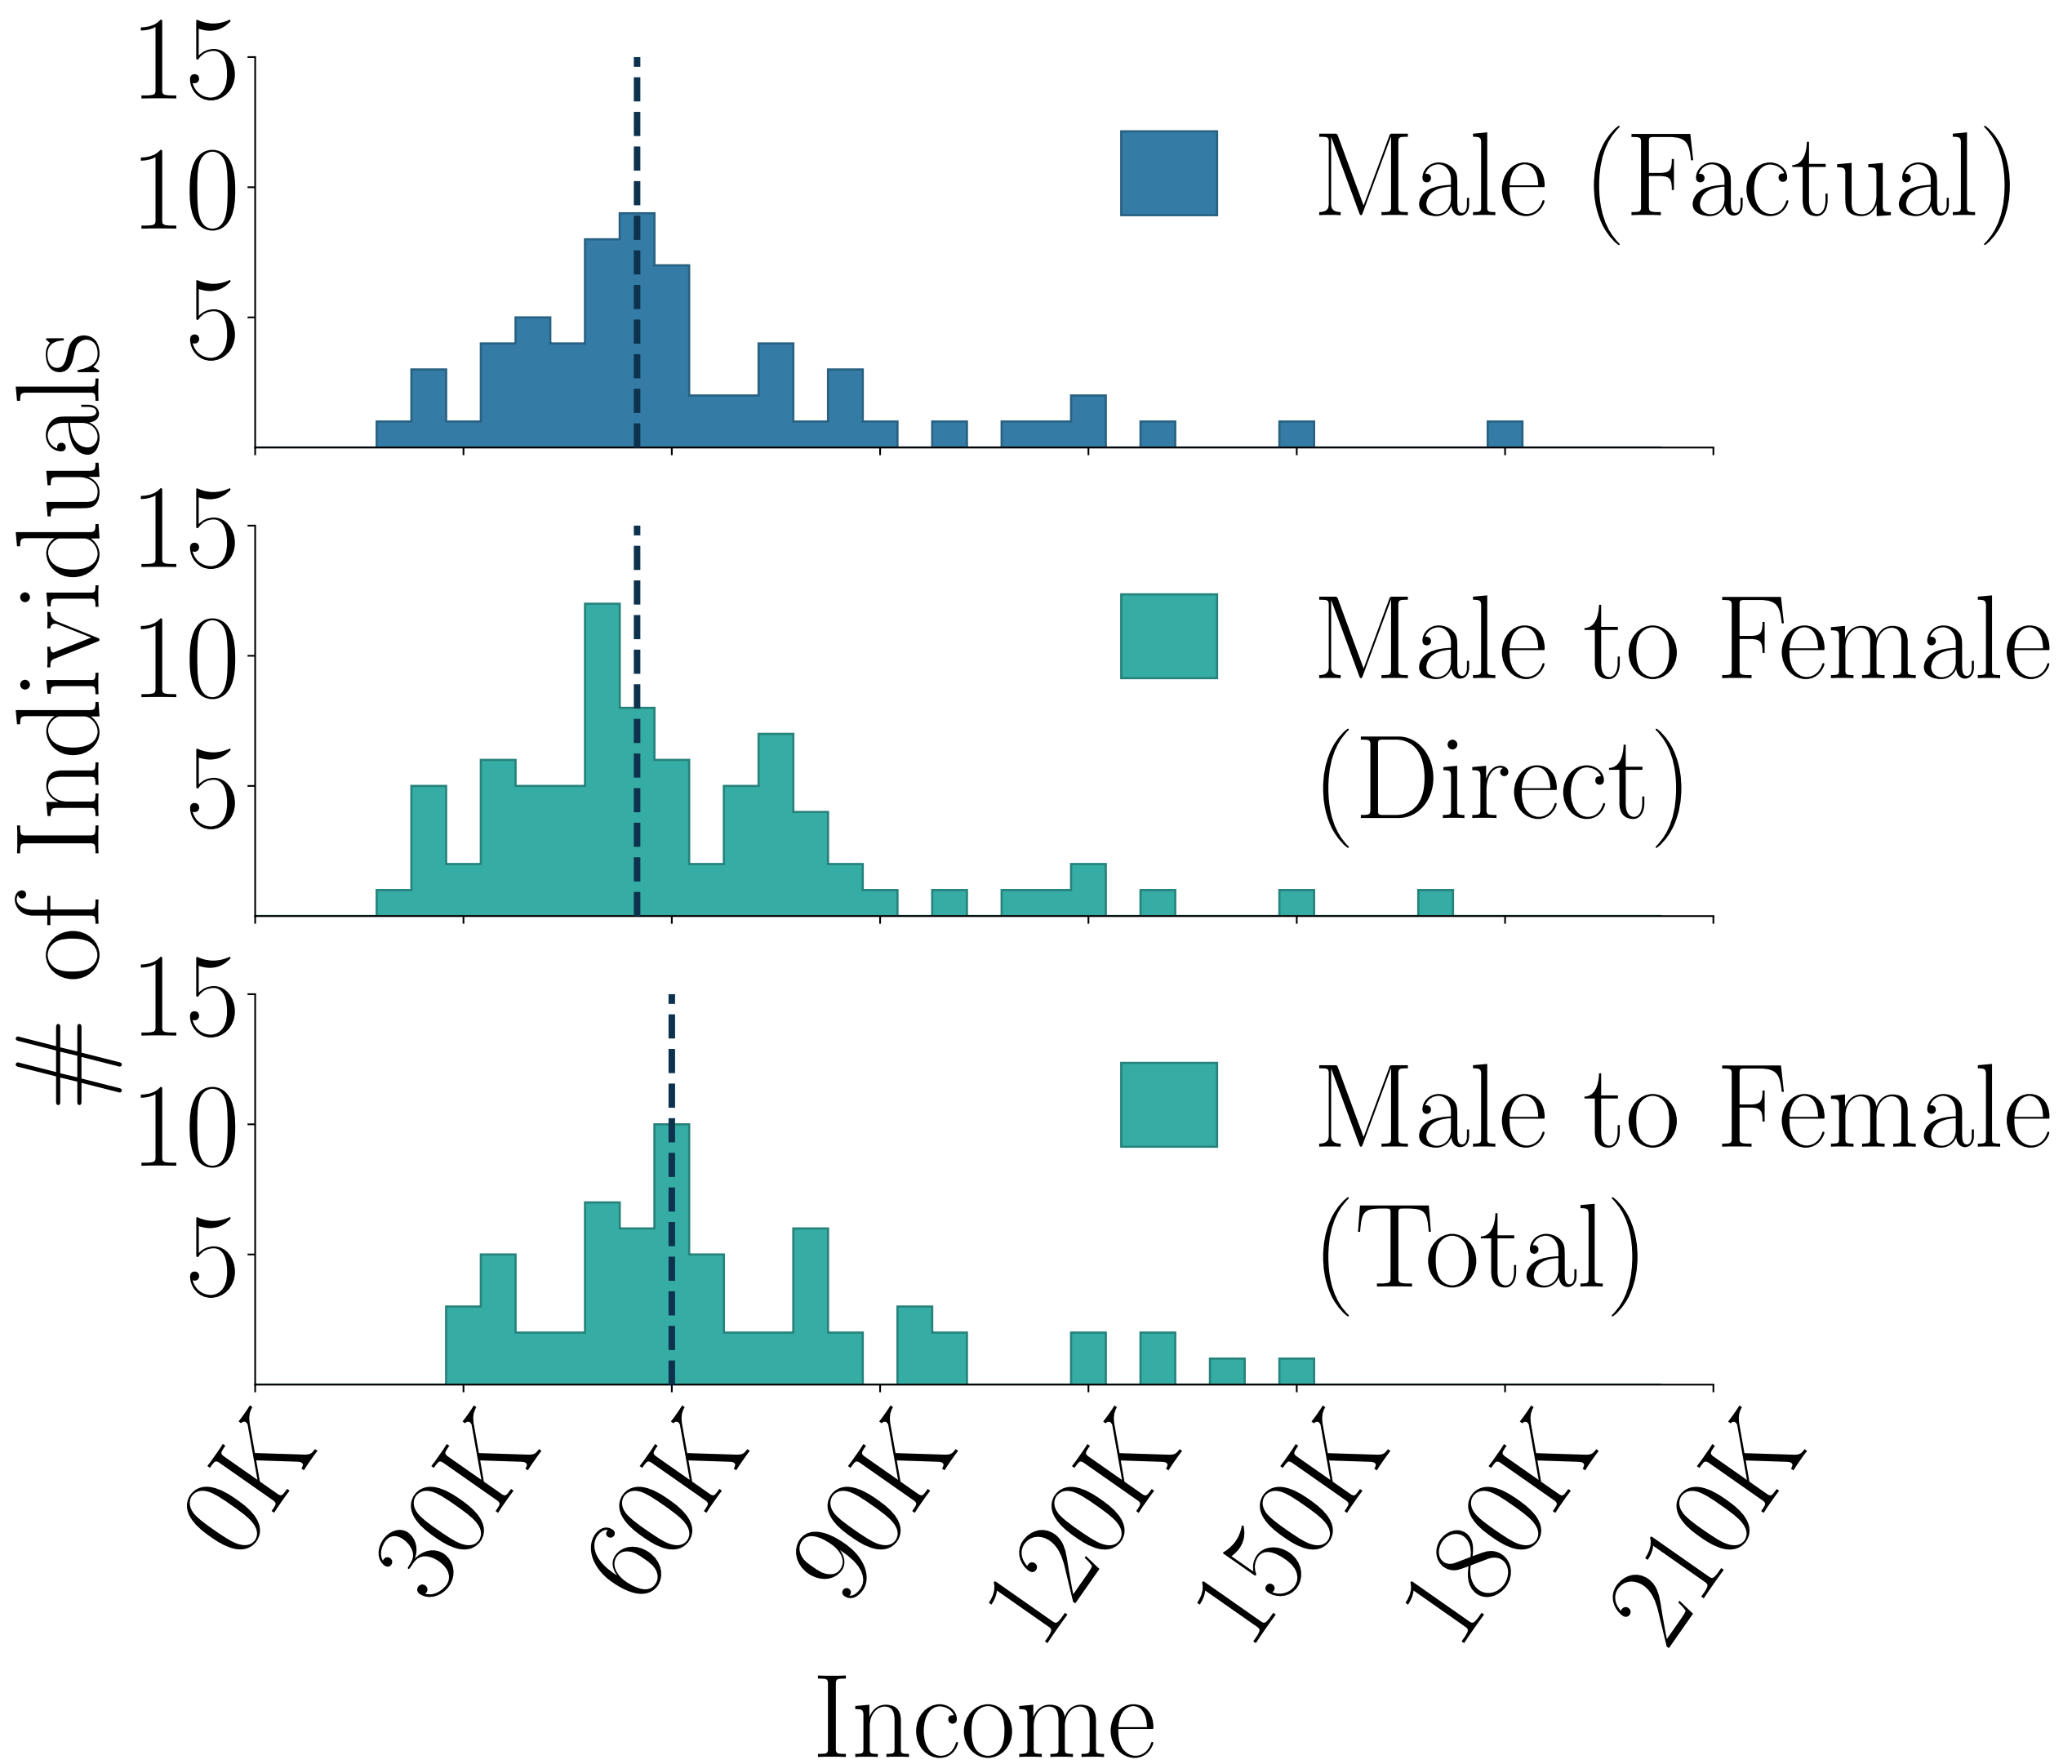 # of Individuals
15
10
5
Male (Factual)
15
10
5
Male to Female
(Direct)
15
10
5
Male to Female
(Total)
0K 30K 60K 90K 120K 150K 180K 210K
Income